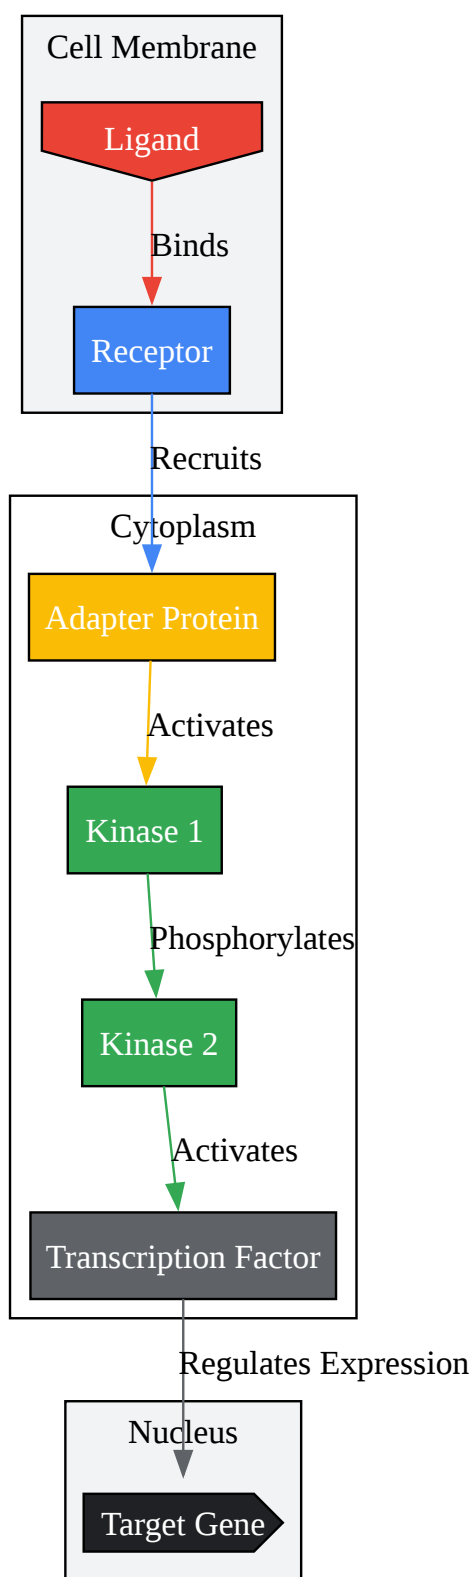 Cell Membrane
Ligand
Binds
Receptor
Recruits
Cytoplasm
Adapter Protein
Activates
Kinase 1
Phosphorylates
Kinase 2
Activates
Transcription Factor
Regulates Expression
Nucleus
Target Gene